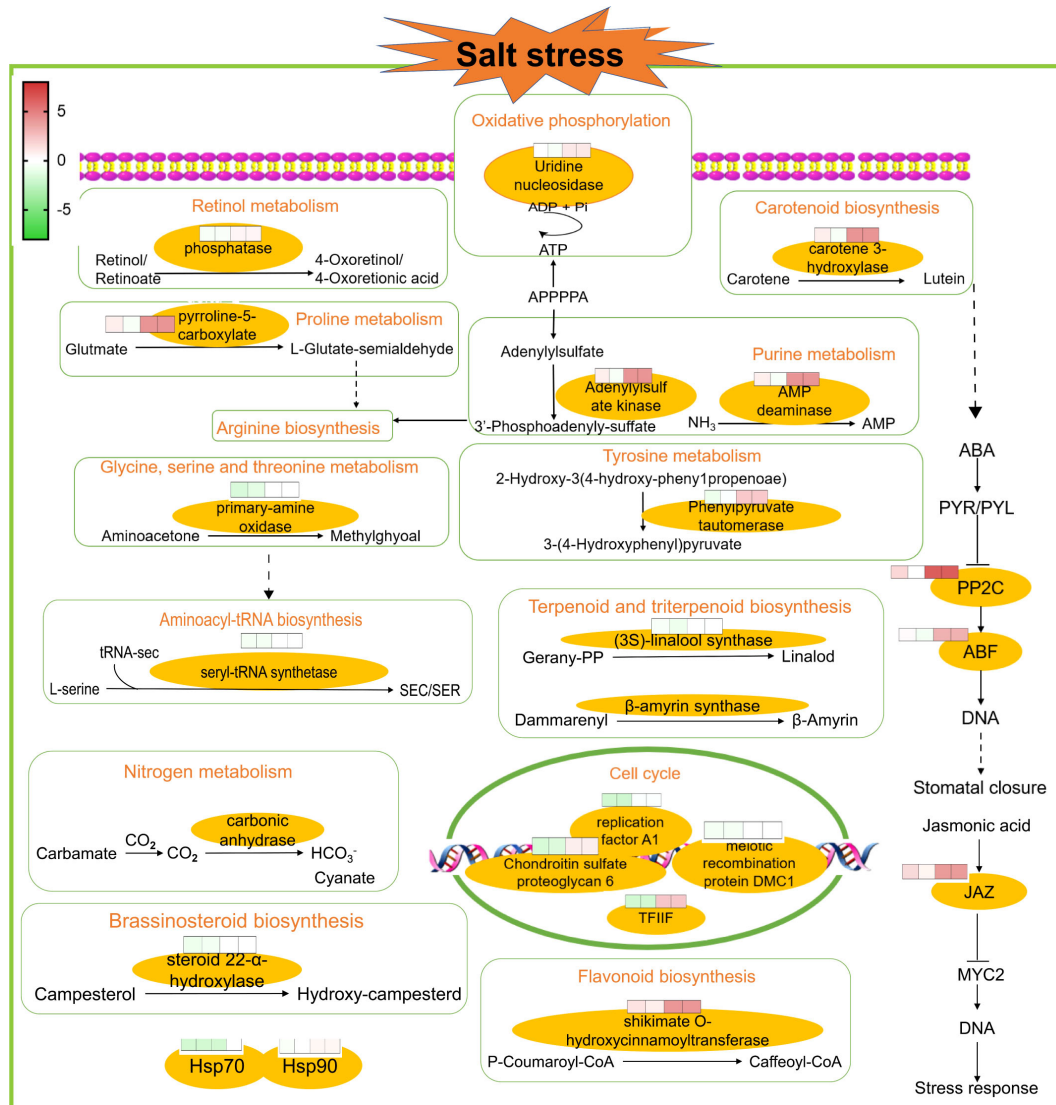 Salt stress
5
0
-5
Oxidative phosphorylation
Uridine
nucleosidase
ADP + Pi
ATP
APPPPA
Retinol metabolism
phosphatase
Retinol/
Retinoate
4-Oxoretinol/
4-Oxoretionic acid
Carotenoid biosynthesis
carotene 3-
hydroxylase
Carotene
Lutein
pyrroline-5-
carboxylate
Proline metabolism
Glutmate
L-Glutate-semialdehyde
Arginine biosynthesis
Adenylylsulfate
Purine metabolism
Adenylylsulf
ate kinase
AMP
deaminase
3'-Phosphoadenyly-suffate
NH3
AMP
Glycine, serine and threonine metabolism
primary-amine
oxidase
Aminoacetone
Methylghyoal
Tyrosine metabolism
2-Hydroxy-3(4-hydroxy-pheny1propenoae)
Phenylpyruvate
tautomerase
3-(4-Hydroxyphenyl)pyruvate
ABA
PYR/PYL
PP2C
ABF
DNA
Stomatal closure
Aminoacyl-tRNA biosynthesis
tRNA-sec
seryl-tRNA synthetase
L-serine
SEC/SER
Terpenoid and triterpenoid biosynthesis
(3S)-linalool synthase
Gerany-PP
Linalod
β-amyrin synthase
Dammarenyl
β-Amyrin
Nitrogen metabolism
carbonic
anhydrase
Carbamate
CO2
CO2
HCO3-
Cyanate
Cell cycle
replication
factor A1
Chondroitin sulfate
proteoglycan 6
meiotic
recombination
protein DMC1
TFIIF
Jasmonic acid
JAZ
MYC2
DNA
Stress response
Brassinosteroid biosynthesis
steroid 22-α-
hydroxylase
Campesterol
Hydroxy-campesterd
Flavonoid biosynthesis
shikimate O-
hydroxycinnamoyltransferase
P-Coumaroyl-CoA
Caffeoyl-CoA
Hsp70
Hsp90